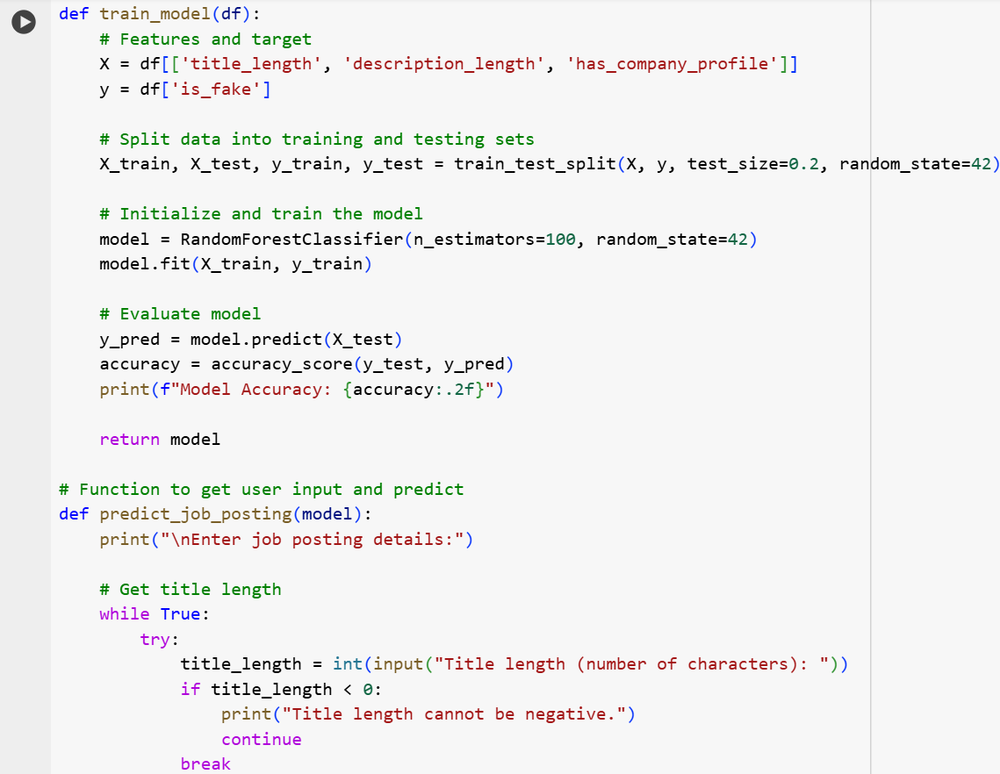 def train_model(df):
    # Features and target
    X = df[['title_length', 'description_length', 'has_company_profile']]
    y = df['is_fake']

    # Split data into training and testing sets
    X_train, X_test, y_train, y_test = train_test_split(X, y, test_size=0.2, random_state=42)

    # Initialize and train the model
    model = RandomForestClassifier(n_estimators=100, random_state=42)
    model.fit(X_train, y_train)

    # Evaluate model
    y_pred = model.predict(X_test)
    accuracy = accuracy_score(y_test, y_pred)
    print(f"Model Accuracy: {accuracy:.2f}")

    return model

# Function to get user input and predict
def predict_job_posting(model):
    print("\nEnter job posting details:")

    # Get title length
    while True:
        try:
            title_length = int(input("Title length (number of characters): "))
            if title_length < 0:
                print("Title length cannot be negative.")
                continue
            break